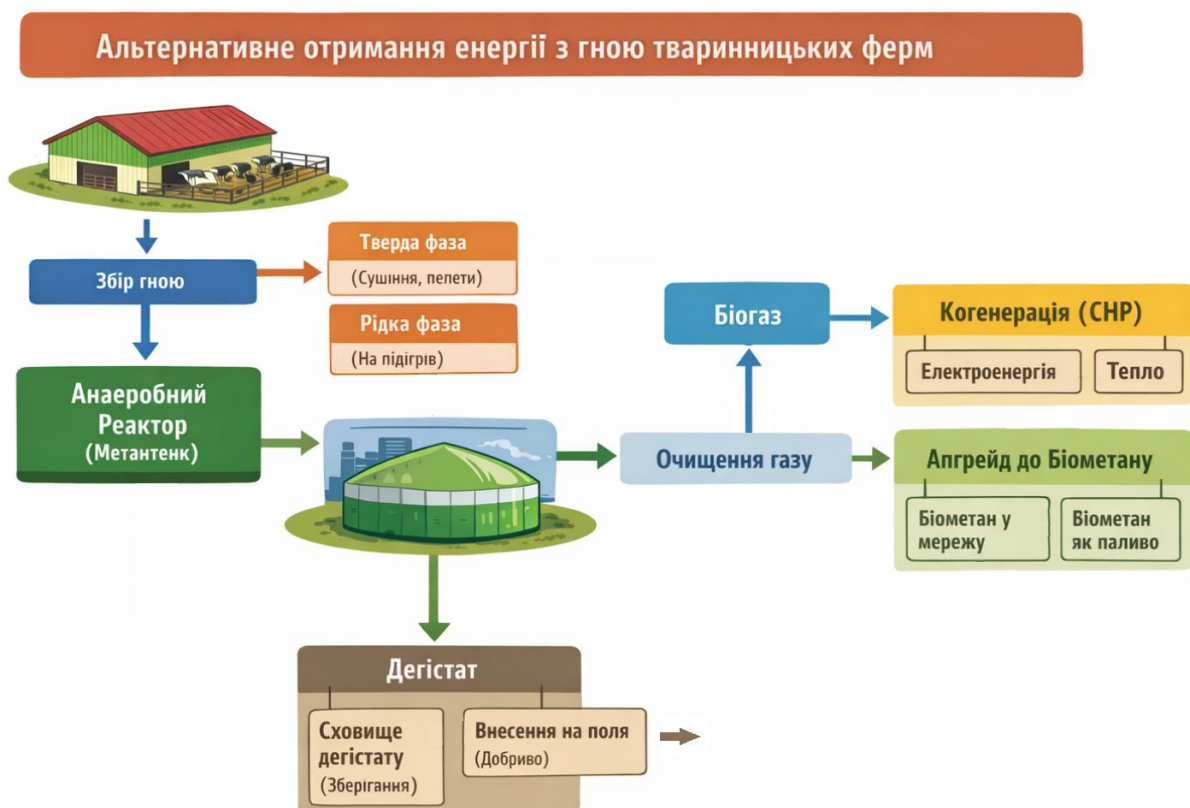 Альтернативне отримання енергії з гною тваринницьких ферм
Збір гною
Тверда фаза
(Сушіння, пепети)
Рідка фаза
(На підігрів)
Анаеробний
Реактор
(Метантенк)
Біогаз
Очищення газу
Когенерація (СНР)
Електроенергія
Тепло
Апгрейд до Біометану
Біометан у
мережу
Віометан
як паливо
Дегістат
Сховище
дегістату
(Зберігання)
Внесення на поля
(Добриво)